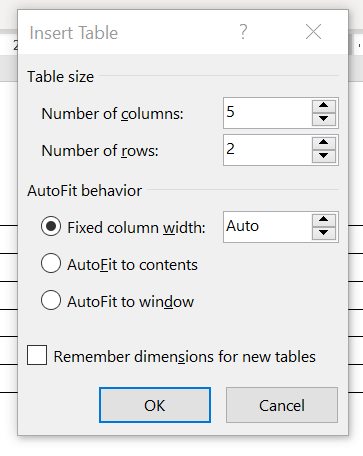 Insert Table ?
Table size
Number of columns: 5
Number of rows: 2
AutoFit behavior
Fixed column width: Auto
AutoFit to contents
AutoFit to window
Remember dimensions for new tables
OK Cancel